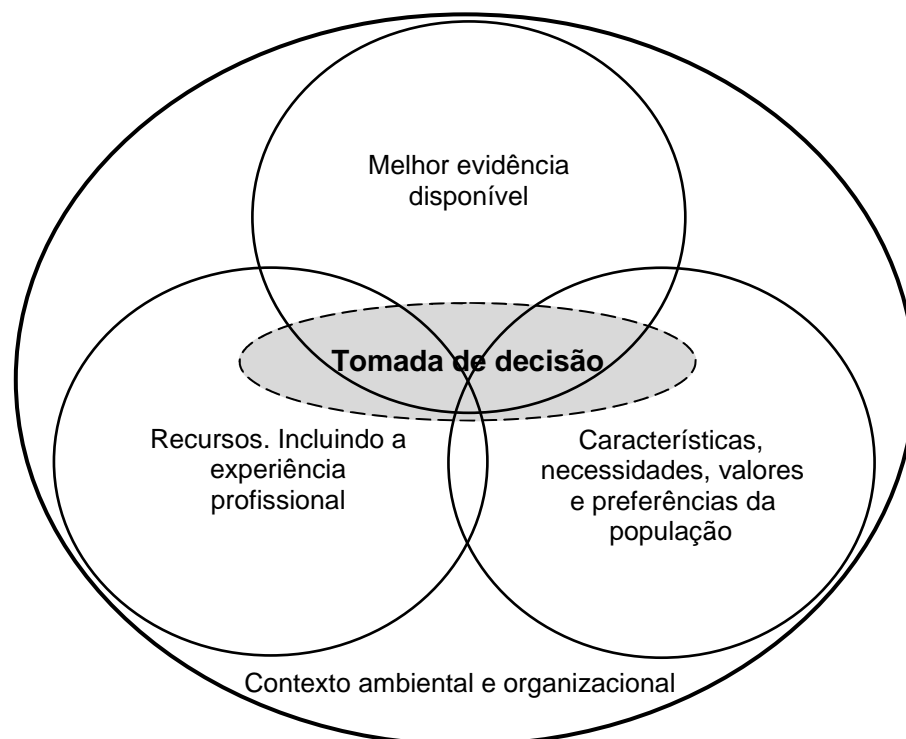 Melhor evidência
disponível
Tomada de decisão
Recursos. Incluindo a
experiência
profissional
Características,
necessidades, valores
e preferências da
população
Contexto ambiental e organizacional